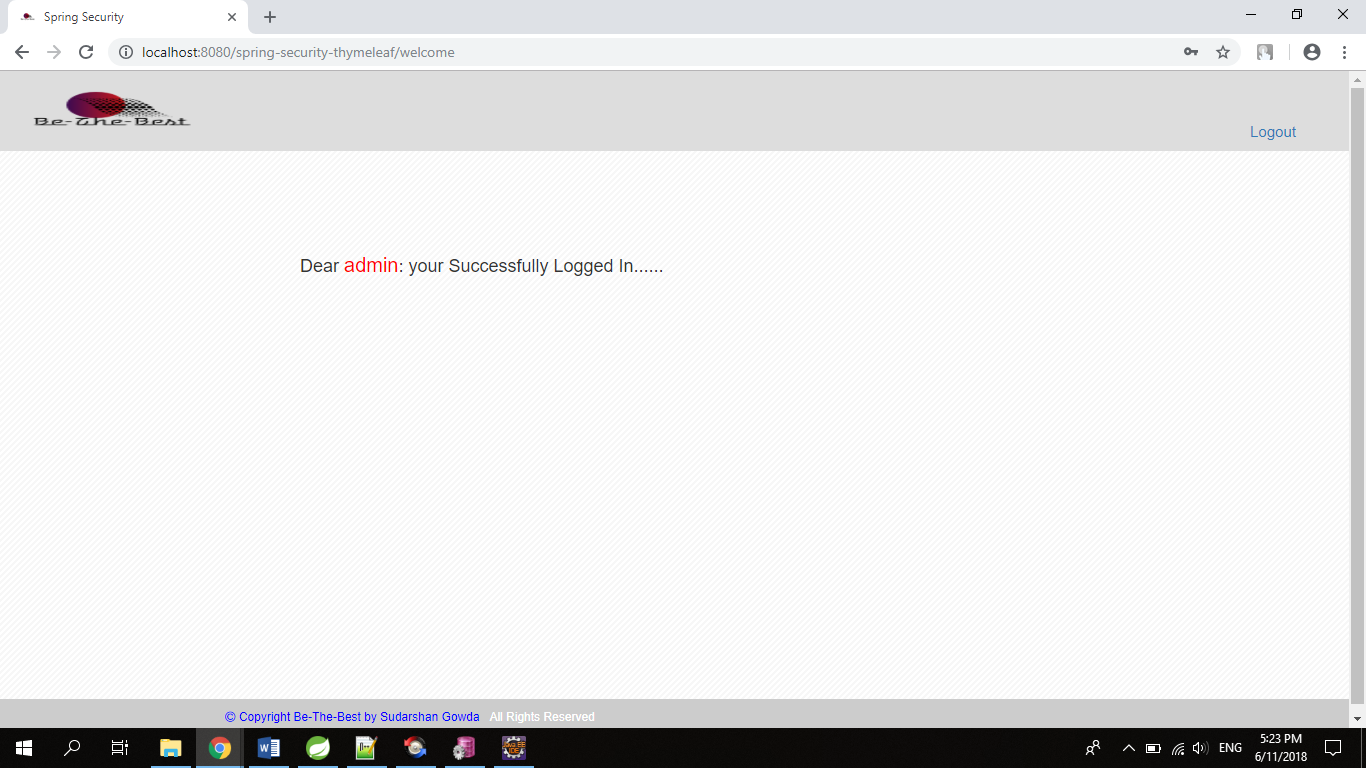 Spring Security
localhost:8080/spring-security-thymeleaf/welcome
Be-The-Best
Logout
Dear admin: your Successfully Logged In......
© Copyright Be-The-Best by Sudarshan Gowda All Rights Reserved
ENG
5:23 PM
6/11/2018